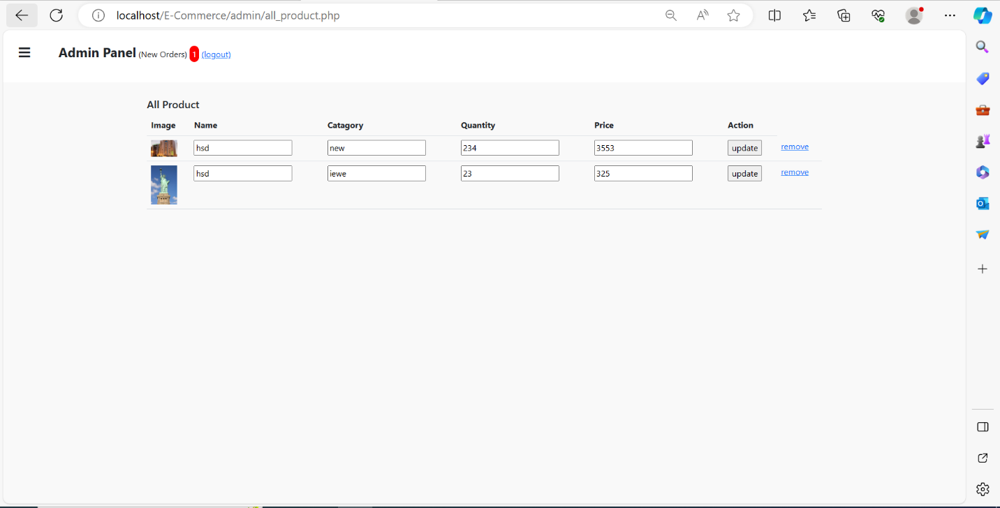 localhost/E-Commerce/admin/all_product.php
Admin Panel (New Orders) 1 (logout)
All Product
Image Name Catagory Quantity Price Action
hsd new 234 3553 update remove
hsd iewe 23 325 update remove